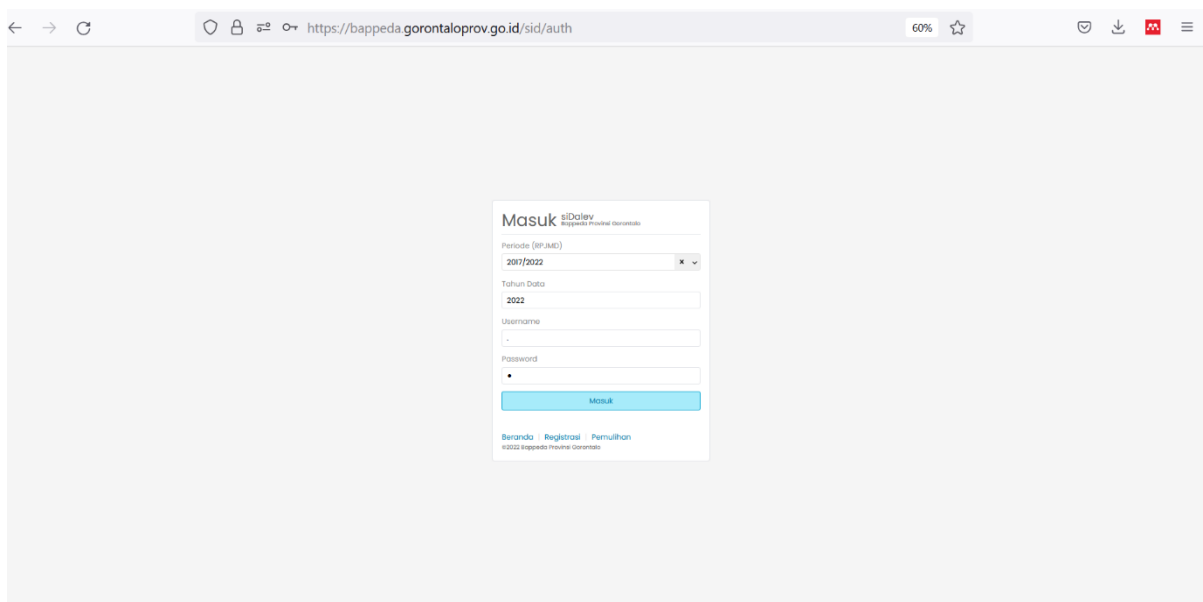 https://bappeda.gorontaloprov.go.id/sid/auth
60%
Masuk siDalev
Bappeda Provinsi Gorontalo
Periode (RPJMD)
2017/2022
Tahun Data
2022
Username
.
Password
Masuk
Beranda | Registrasi | Pemulihan
©2022 Bappeda Provinsi Gorontalo